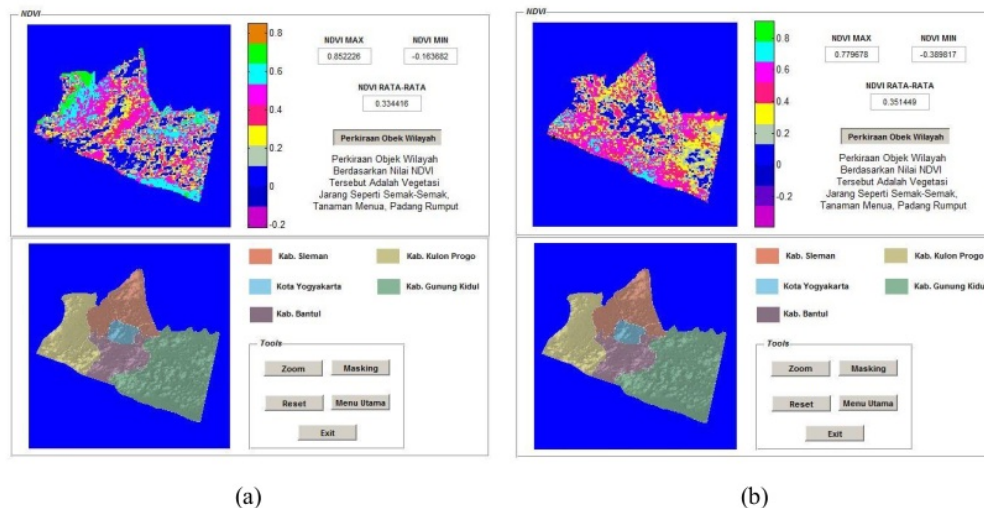 NDVI
0.8
0.6
0.4
0.2
0
-0.2
NDVI MAX
NDVI MIN
0.852226
-0.163682
NDVI RATA-RATA
0.334416
Perkiraan Obek Wilayah
Perkiraan Objek Wilayah
Berdasarkan Nilai NDVI
Tersebut Adalah Vegetasi
Jarang Seperti Semak-Semak,
Tanaman Menua, Padang Rumput
Kab. Sleman
Kab. Kulon Progo
Kota Yogyakarta
Kab. Gunung Kidul
Kab. Bantul
Tools
Zoom
Masking
Reset
Menu Utama
Exit
(a)
NDVI
0.8
0.6
0.4
0.2
0
-0.2
NDVI MAX
NDVI MIN
0.779678
-0.389817
NDVI RATA-RATA
0.351449
Perkiraan Obek Wilayah
Perkiraan Objek Wilayah
Berdasarkan Nilai NDVI
Tersebut Adalah Vegetasi
Jarang Seperti Semak-Semak,
Tanaman Menua, Padang Rumput
Kab. Sleman
Kab. Kulon Progo
Kota Yogyakarta
Kab. Gunung Kidul
Kab. Bantul
Tools
Zoom
Masking
Reset
Menu Utama
Exit
(b)